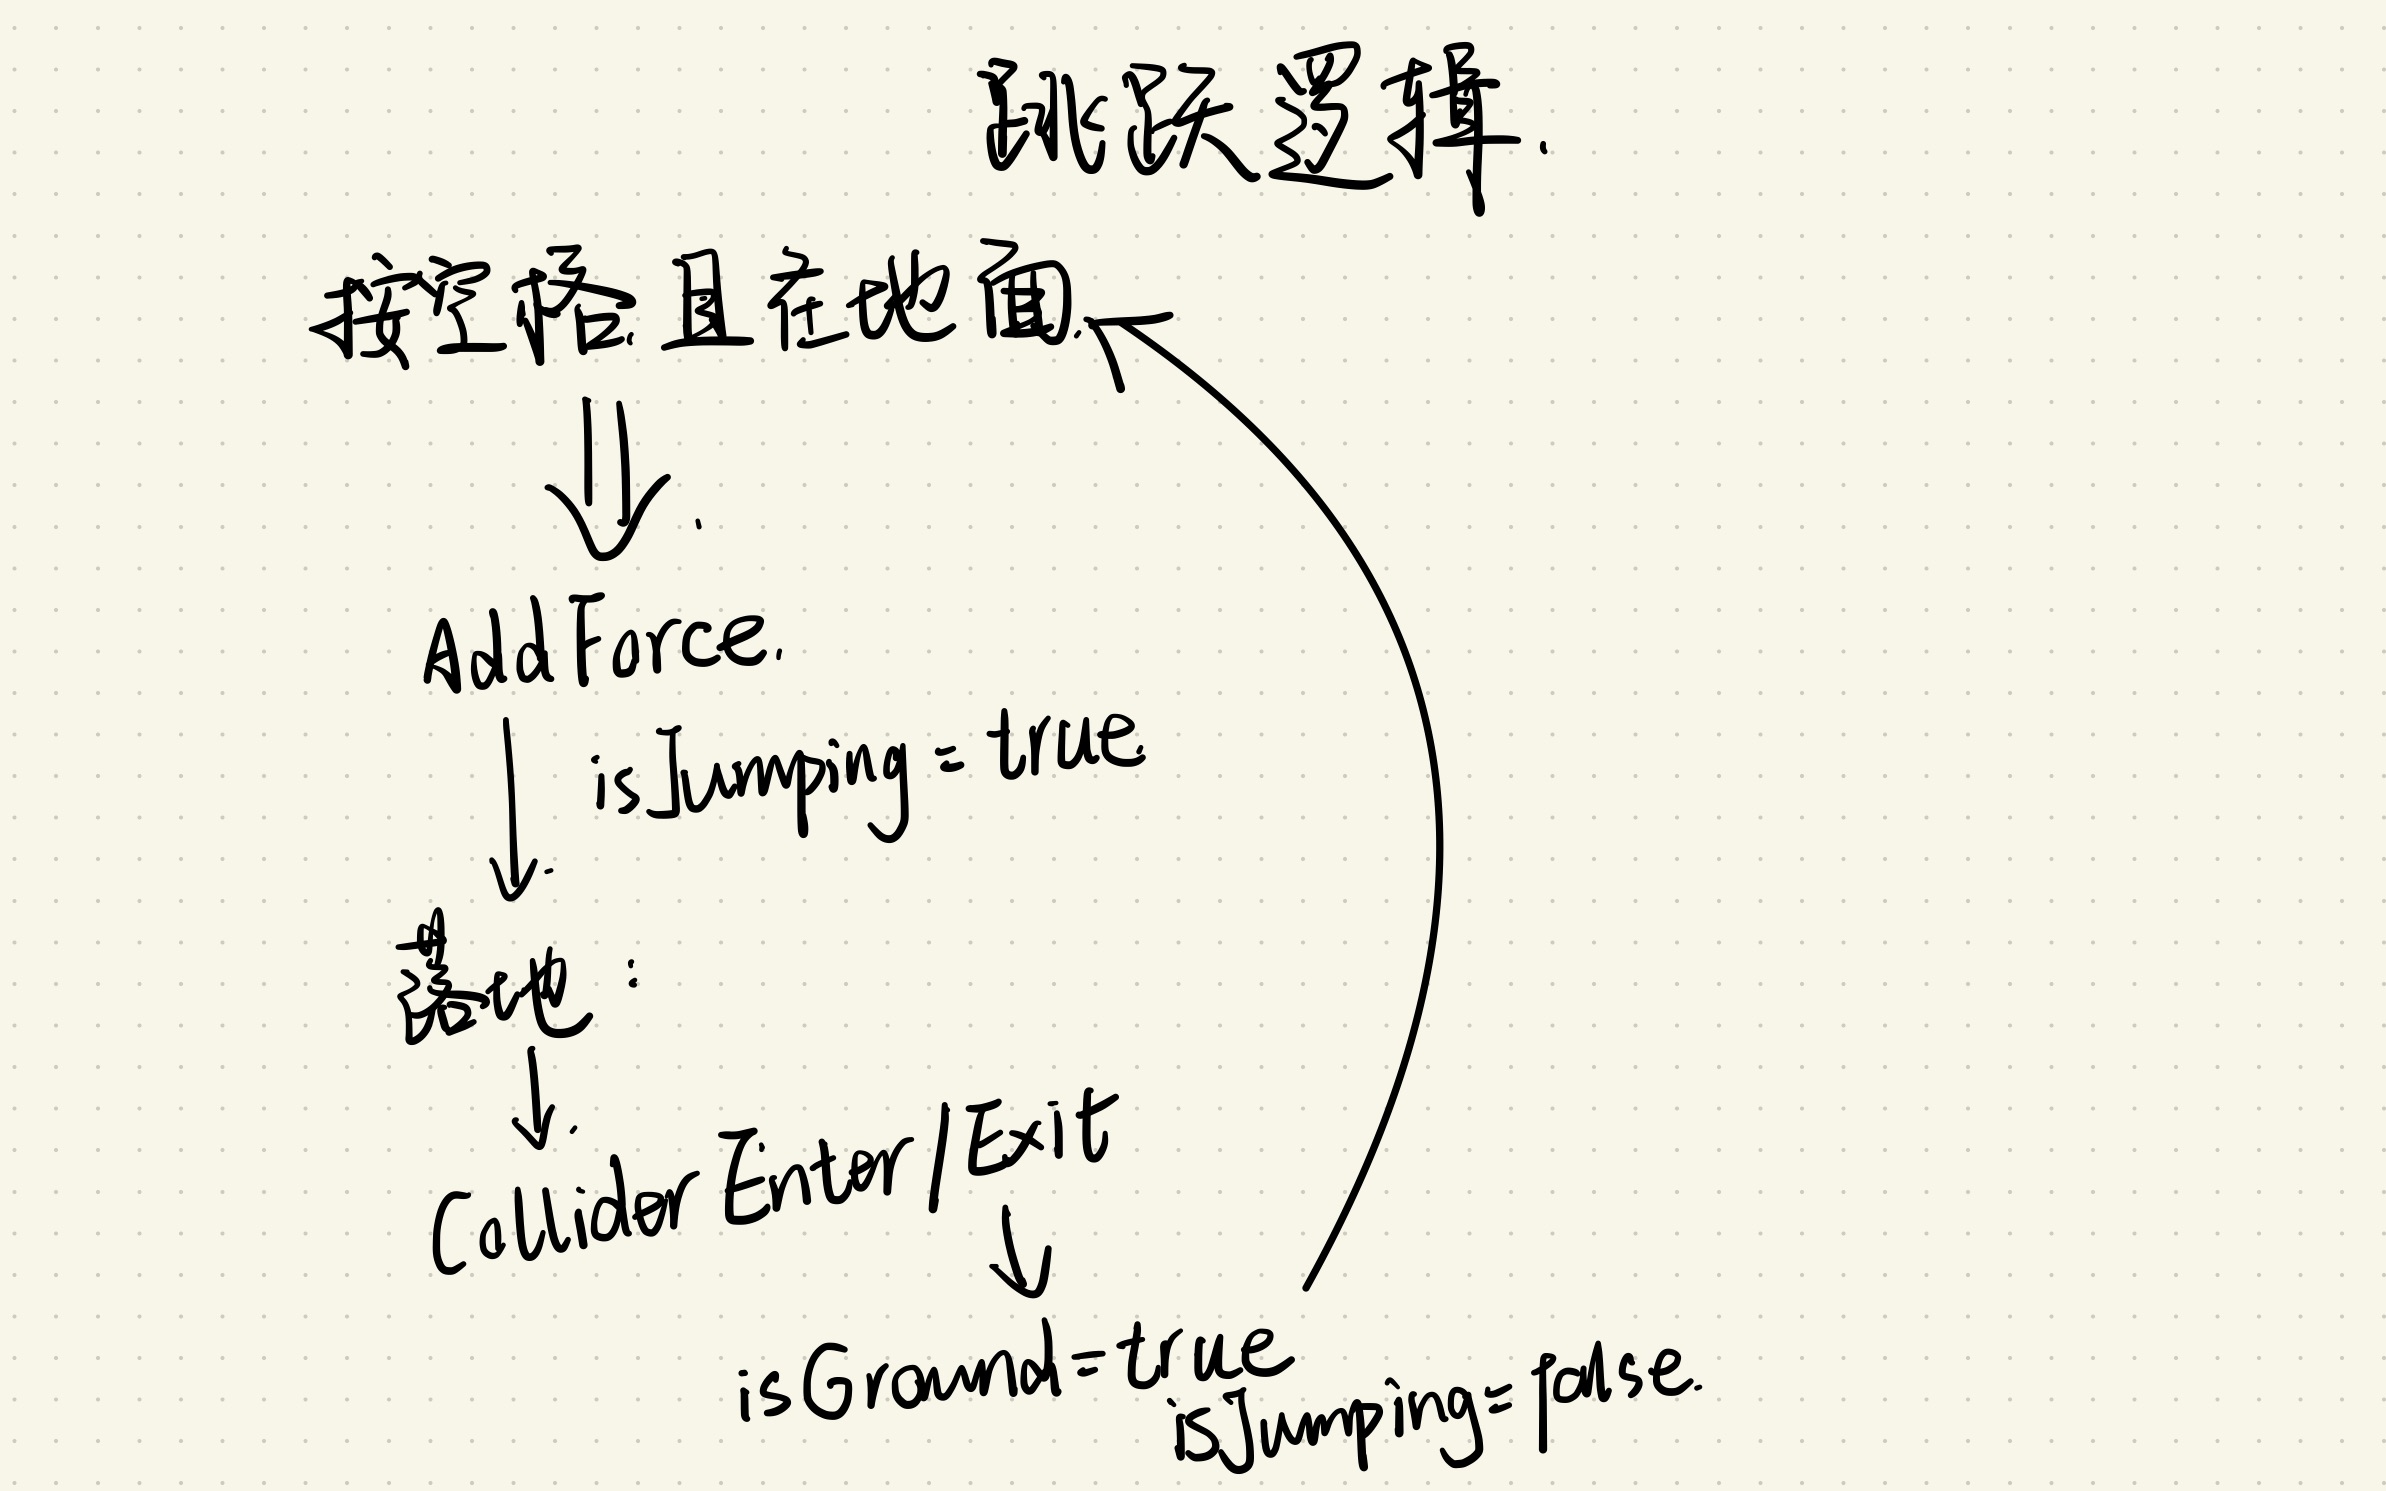 跳跃逻辑.
按空格.且在地面.
AddForce.
isJumping = true.
落地:
Collider Enter/Exit
isGround = true
isJumping = false.